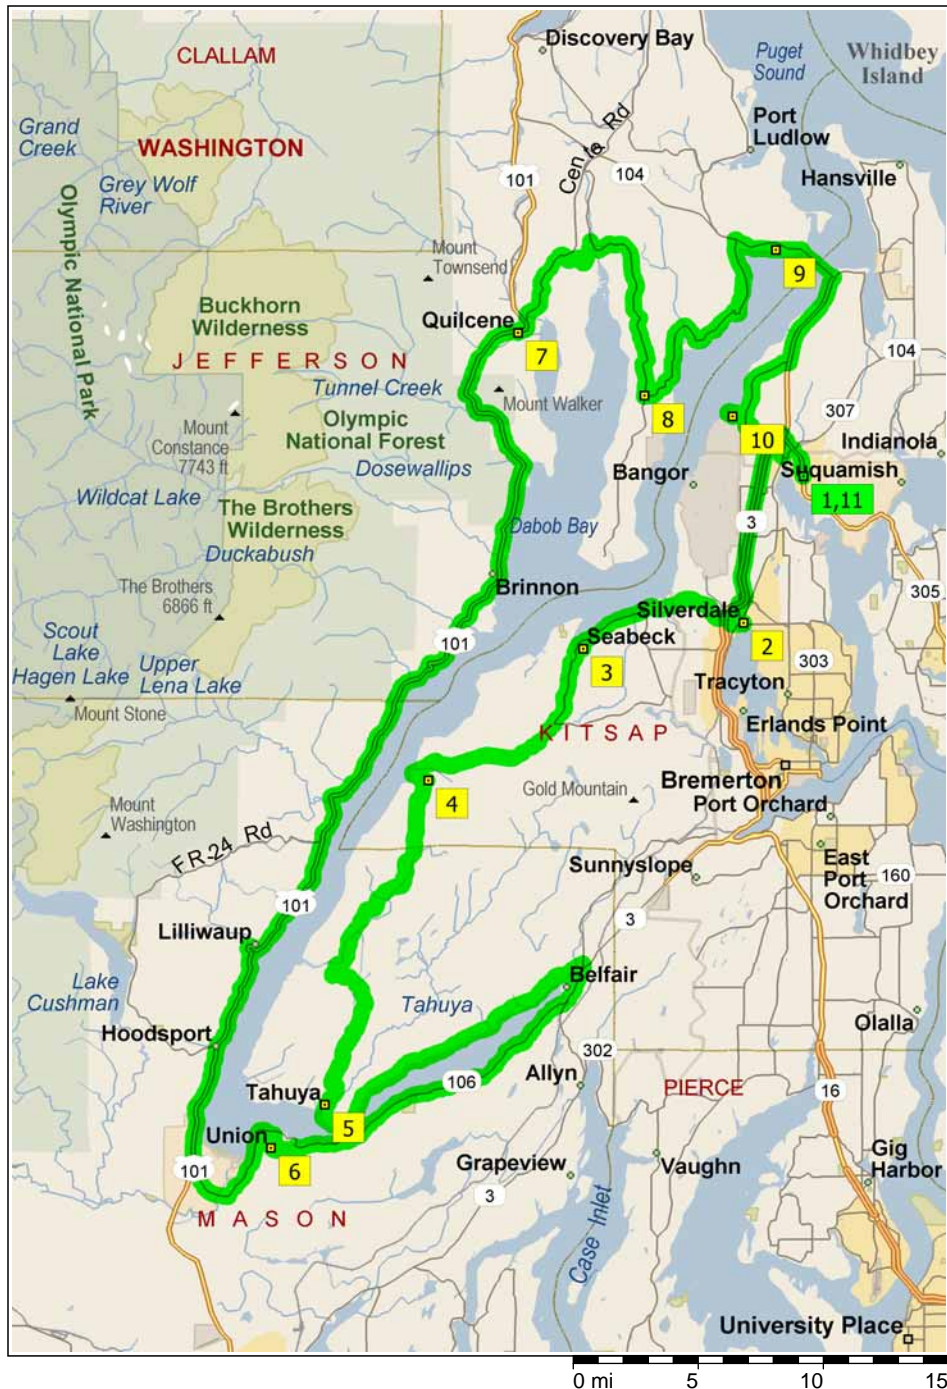 Discovery Bay
Puget
Sound
Whidbey
Island
CLALLAM
Grand
Creek
WASHINGTON
Port
Ludlow
Cente Rd
104
101
Hansville
Grey Wolf
River
Olympic National Park
Mount
Townsend
9
Buckhorn
Wilderness
Quilcene
7
104
JEFFERSON
Tunnel Creek
Mount Walker
8
307
Mount
Constance
7743 ft
Olympic
National Forest
10
Indianola
Dosewallips
Bangor
Suquamish
1,11
Wildcat Lake
The Brothers
Wilderness
Dabob Bay
3
Duckabush
The Brothers
6866 ft
Brinnon
305
Silverdale
2
Scout
Lake
Hagen Lake
Upper
Lena Lake
101
Seabeck
3
303
Tracyton
Mount Stone
Erlands Point
KITSAP
4
Gold Mountain
Bremerton
Port Orchard
Mount
Washington
FR-24 Rd
Sunnyslope
East
Port
Orchard
160
101
3
Lilliwaup
Lake
Cushman
Tahuya
Belfair
Olalla
Hoodsport
302
Allyn
106
PIERCE
16
Tahuya
5
Union
6
101
Grapeview
Vaughn
Gig
Harbor
3
MASON
Case Inlet
University Place
0 mi
5
10
15